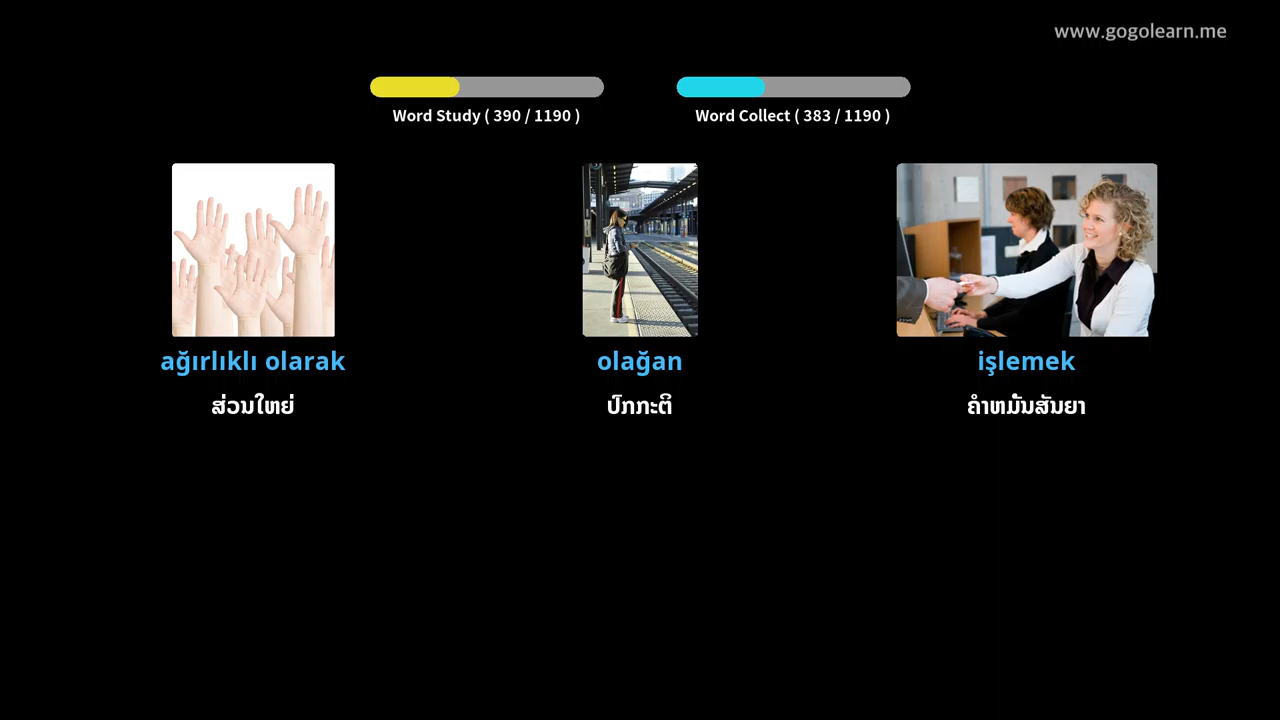 www.gogolearn.me
Word Study ( 390 / 1190 )
Word Collect ( 383 / 1190 )
ağırlıklı olarak
olağan
işlemek
ສ່ວນໃຫຍ່
ປົກກະຕິ
ຄໍາຫມັ້ນສັນຍາ